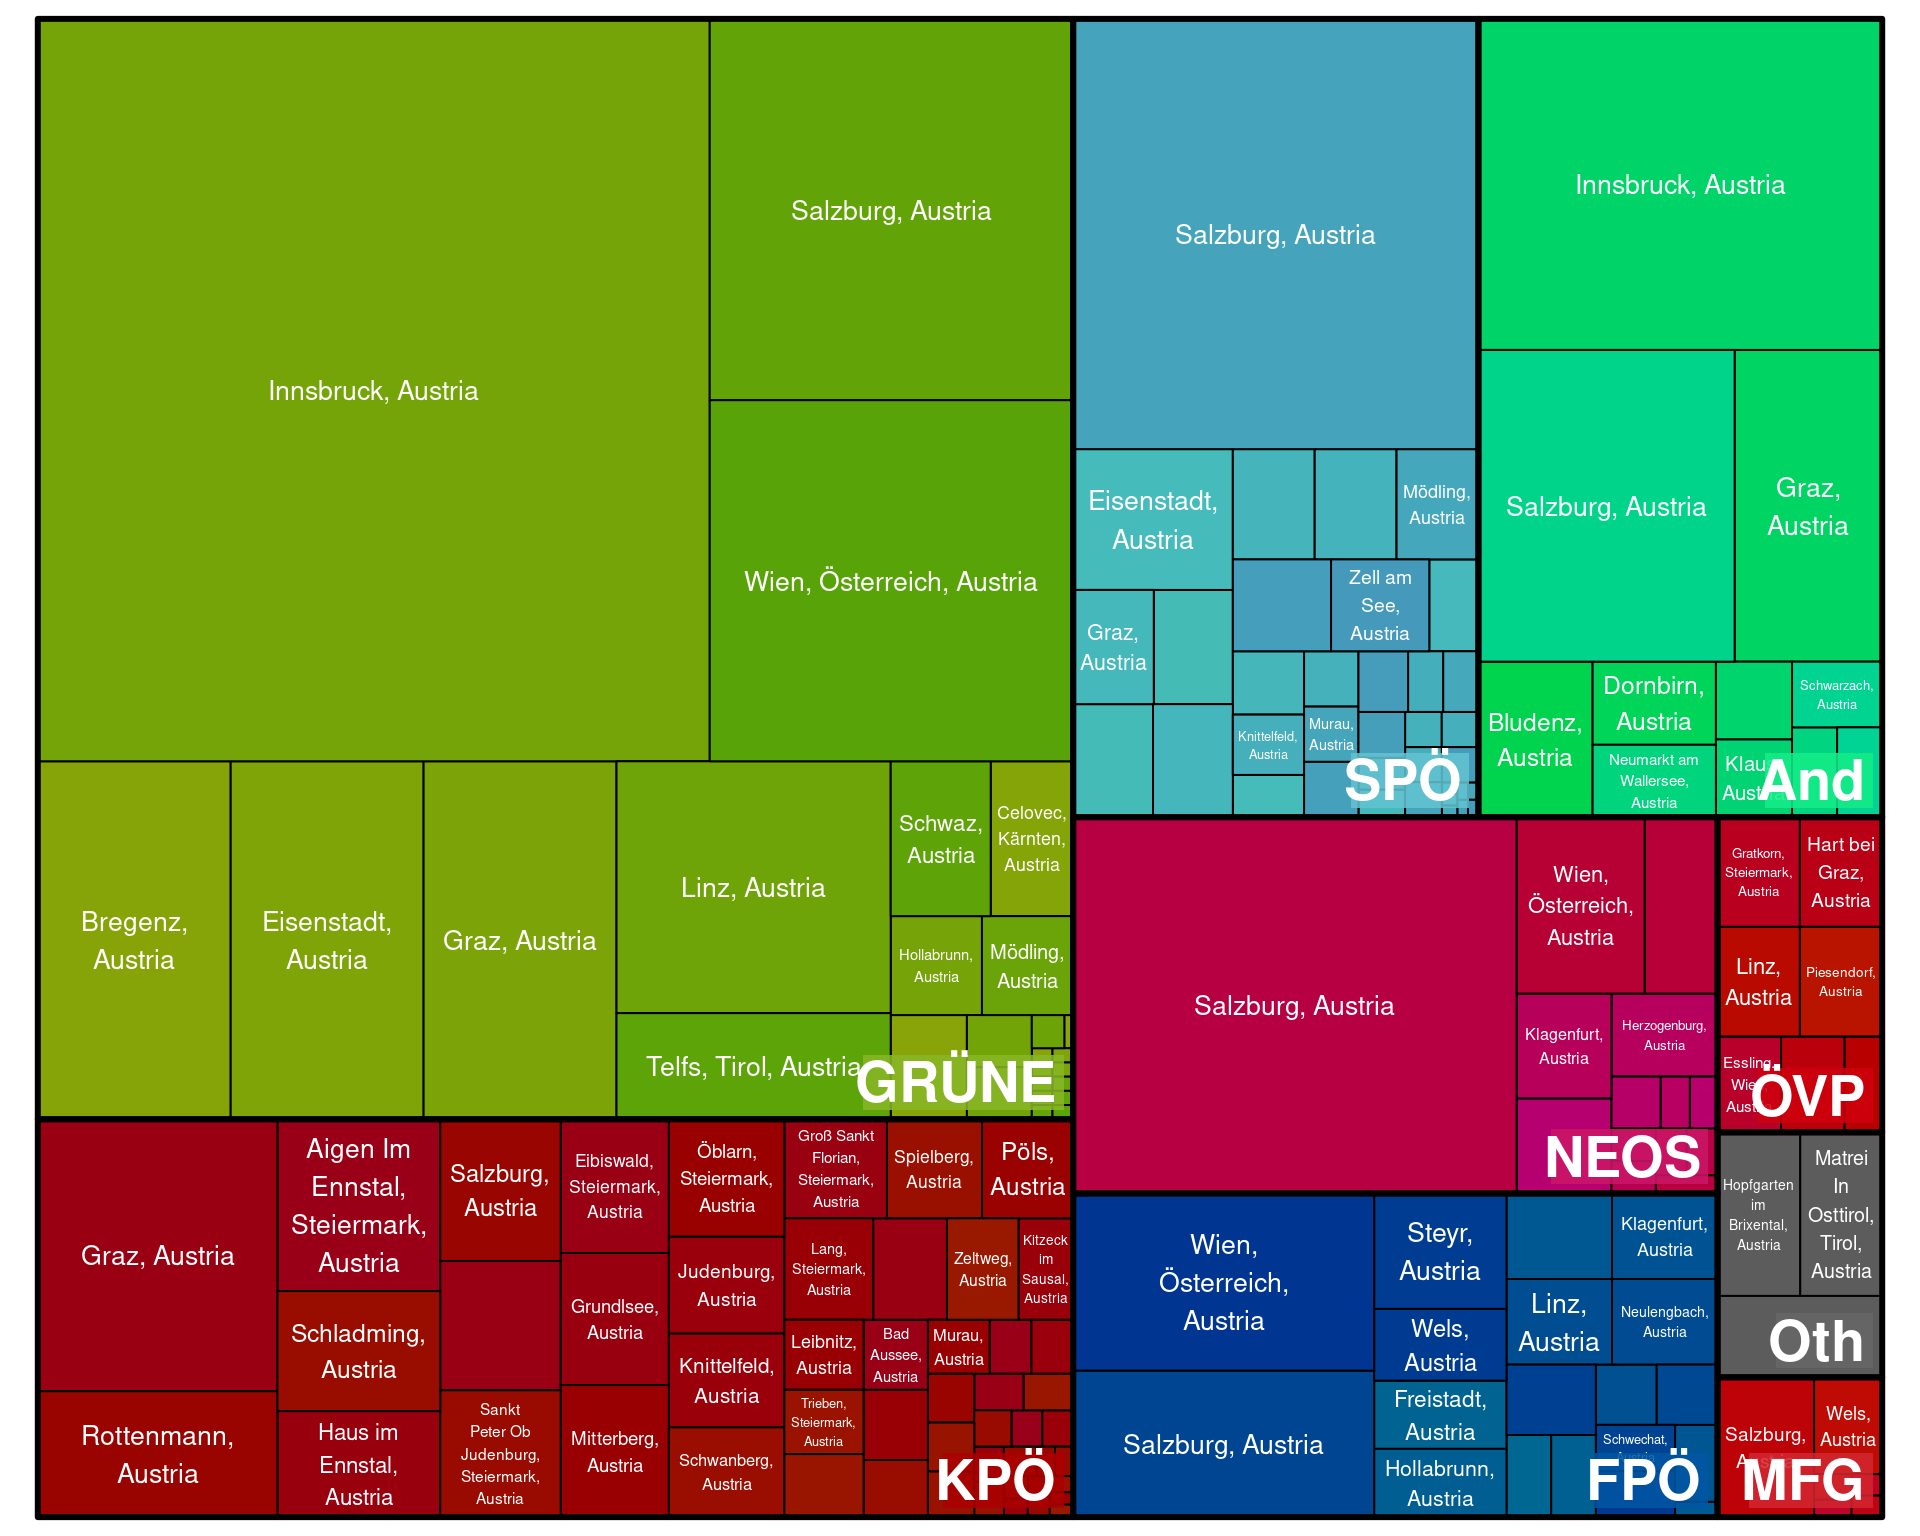 Innsbruck, Austria
Salzburg, Austria
Wien, Österreich, Austria
Bregenz,
Austria
Eisenstadt,
Austria
Graz, Austria
Linz, Austria
Telfs, Tirol, Austria
Schwaz,
Austria
Celovec,
Kärnten,
Austria
Hollabrunn,
Austria
Mödling,
Austria
GRÜNE
Salzburg, Austria
Eisenstadt,
Austria
Mödling,
Austria
Zell am
See,
Austria
Graz,
Austria
Knittelfeld,
Austria
Murau,
Austria
SPÖ
Innsbruck, Austria
Salzburg, Austria
Graz,
Austria
Bludenz,
Austria
Dornbirn,
Austria
Neumarkt am
Wallersee,
Austria
Schwarzach,
Austria
And
Graz, Austria
Rottenmann,
Austria
Aigen Im
Ennstal,
Steiermark,
Austria
Schladming,
Austria
Haus im
Ennstal,
Austria
Salzburg,
Austria
Sankt
Peter Ob
Judenburg,
Steiermark,
Austria
Eibiswald,
Steiermark,
Austria
Grundlsee,
Austria
Mitterberg,
Austria
Öblarn,
Steiermark,
Austria
Judenburg,
Austria
Knittelfeld,
Austria
Schwanberg,
Austria
Groß Sankt
Florian,
Steiermark,
Austria
Spielberg,
Austria
Pöls,
Austria
Lang,
Steiermark,
Austria
Zeltweg,
Austria
Kitzeck
im
Sausal,
Austria
Leibnitz,
Austria
Bad
Aussee,
Austria
Murau,
Austria
Trieben,
Steiermark,
Austria
KPÖ
Salzburg, Austria
Wien,
Österreich,
Austria
Klagenfurt,
Austria
Herzogenburg,
Austria
NEOS
Gratkorn,
Steiermark,
Austria
Hart bei
Graz,
Austria
Linz,
Austria
Piesendorf,
Austria
Essling,
ÖVP
Wien,
Österreich,
Austria
Salzburg, Austria
Steyr,
Austria
Wels,
Austria
Freistadt,
Austria
Hollabrunn,
Austria
Klagenfurt,
Austria
Linz,
Austria
Neulengbach,
Austria
Schwechat,
FPÖ
Hopfgarten
im
Brixental,
Austria
Matrei
In
Osttirol,
Tirol,
Austria
Oth
Salzburg,
Wels,
Austria
MFG